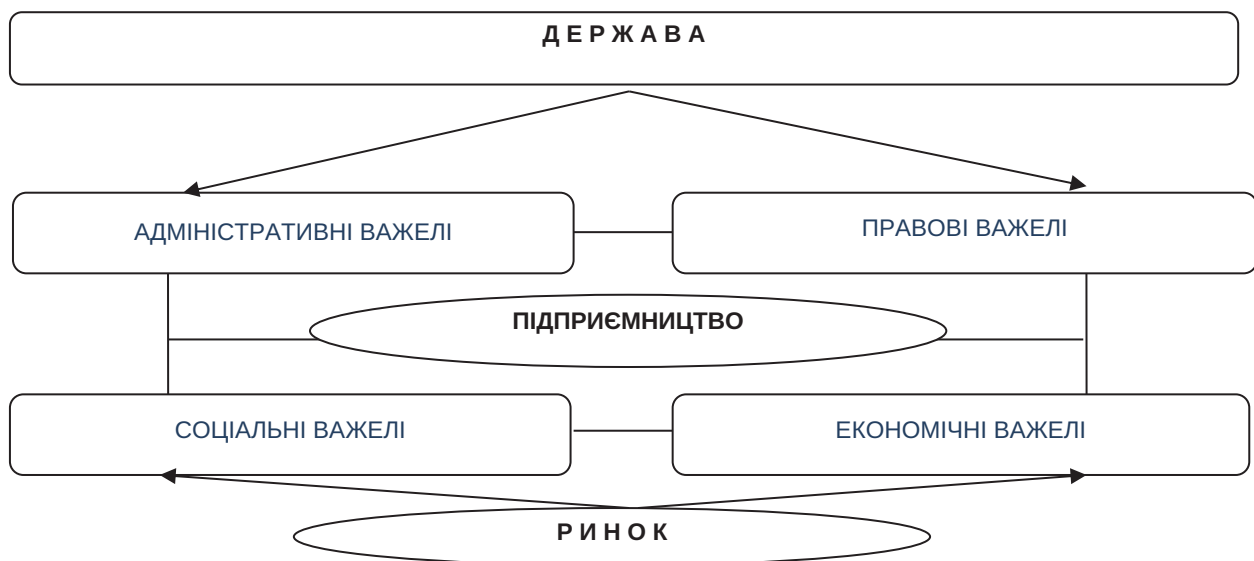 Д Е Р Ж А В А
АДМІНІСТРАТИВНІ ВАЖЕЛІ
ПРАВОВІ ВАЖЕЛІ
ПІДПРИЄМНИЦТВО
СОЦІАЛЬНІ ВАЖЕЛІ
ЕКОНОМІЧНІ ВАЖЕЛІ
Р И Н О К